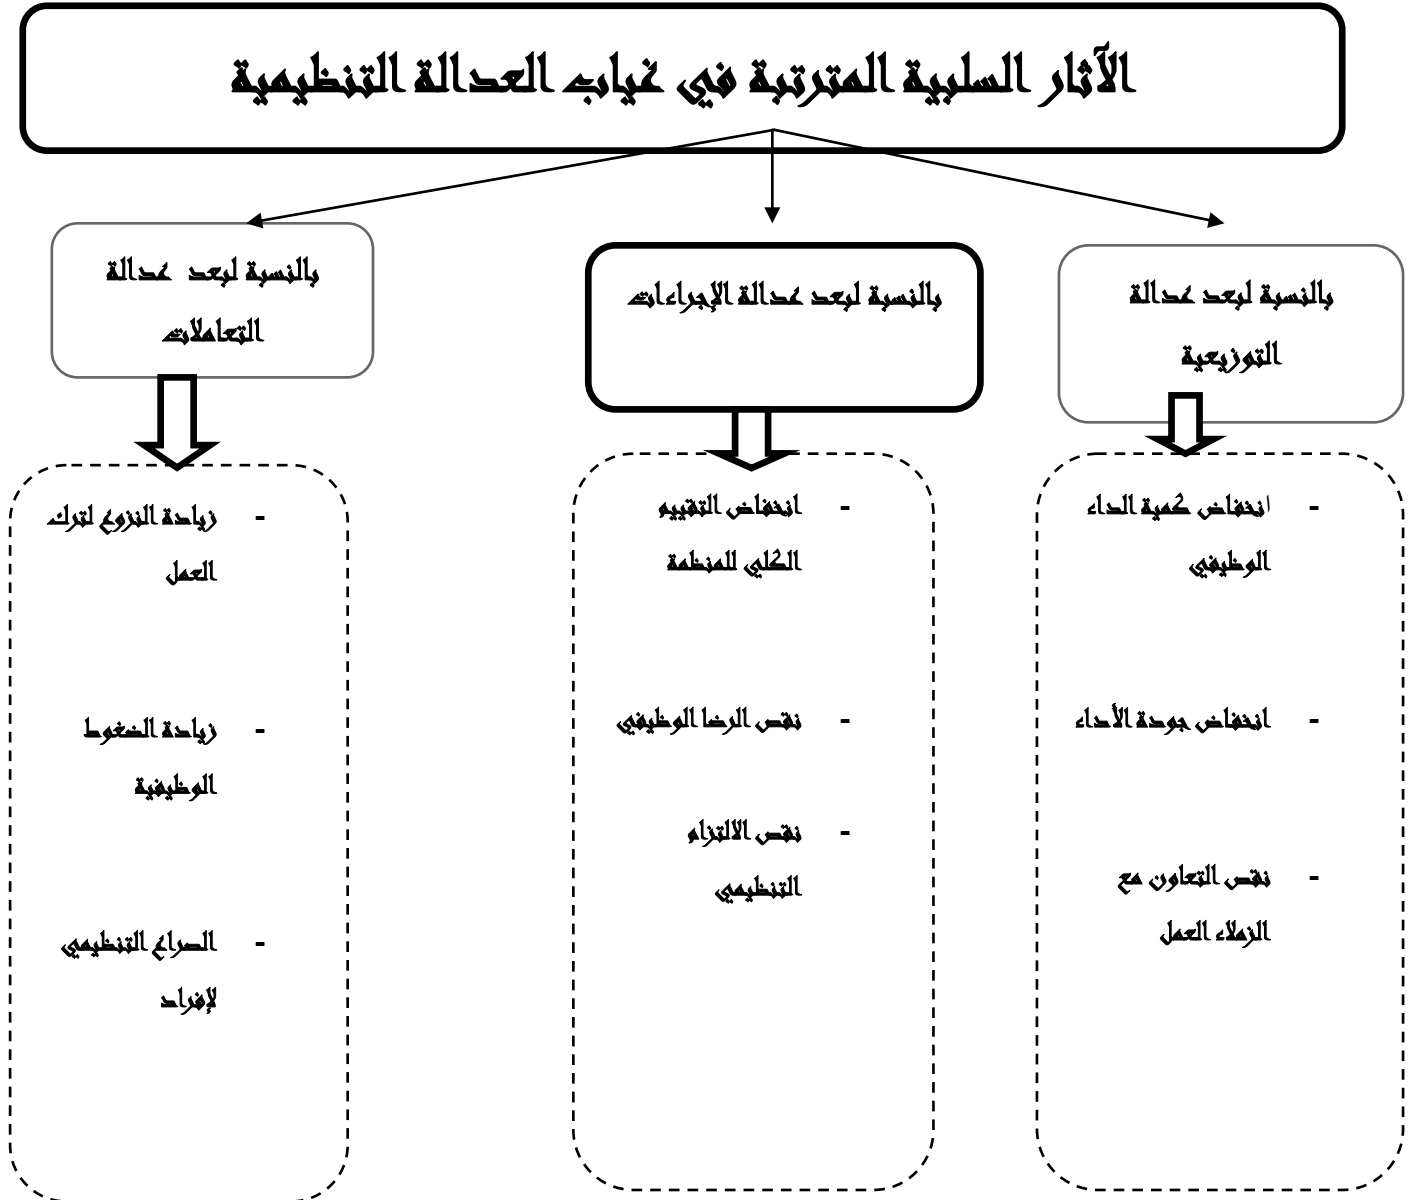 الآثار السلبية المترتبة في غياب العدالة التنظيمية
بالنسبة لبعد عدالة
التوزيعية
بالنسبة لبعد عدالة الإجراءات
بالنسبة لبعد عدالة
التعاملات
- انخفاض كمية الداء
الوظيفي
- انخفاض جودة الأداء
- نقص التعاون مع
الزملاء العمل
- انخفاض التقييم
الكلي للمنظمة
- نقص الرضا الوظيفي
- نقص الالتزام
التنظيمي
- زيادة النزوع لترك
العمل
- زيادة الضغوط
الوظيفية
- الصراع التنظيمي
لإفراد